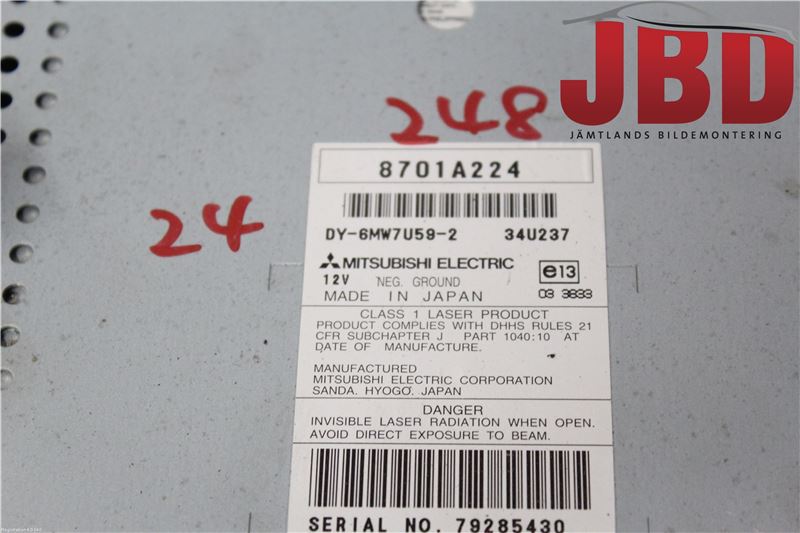 JBD
JÄMTLANDS BILDEMONTERING
248
24
8701A224
DY-6MW7U59-2 34U237
MITSUBISHI ELECTRIC
12V NEG. GROUND
MADE IN JAPAN
e13
03 3833
CLASS 1 LASER PRODUCT
PRODUCT COMPLIES WITH DHHS RULES 21
CFR SUBCHAPTER J PART 1040:10 AT
DATE OF MANUFACTURE.
MANUFACTURED
MITSUBISHI ELECTRIC CORPORATION
SANDA. HYOGO. JAPAN
DANGER
INVISIBLE LASER RADIATION WHEN OPEN.
AVOID DIRECT EXPOSURE TO BEAM.
SERIAL NO. 79285430